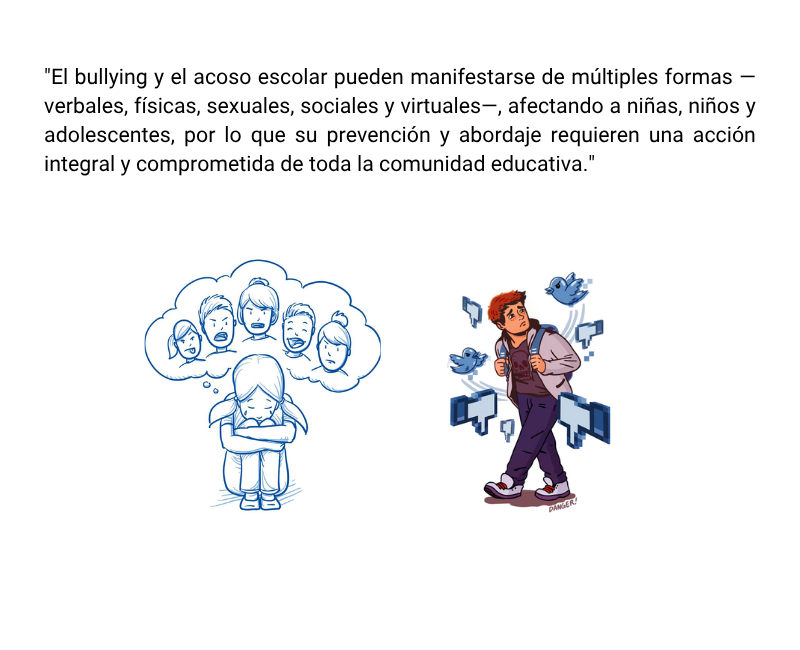 "El bullying y el acoso escolar pueden manifestarse de múltiples formas —
verbales, físicas, sexuales, sociales y virtuales—, afectando a niñas, niños y
adolescentes, por lo que su prevención y abordaje requieren una acción
integral y comprometida de toda la comunidad educativa."
DANGER!